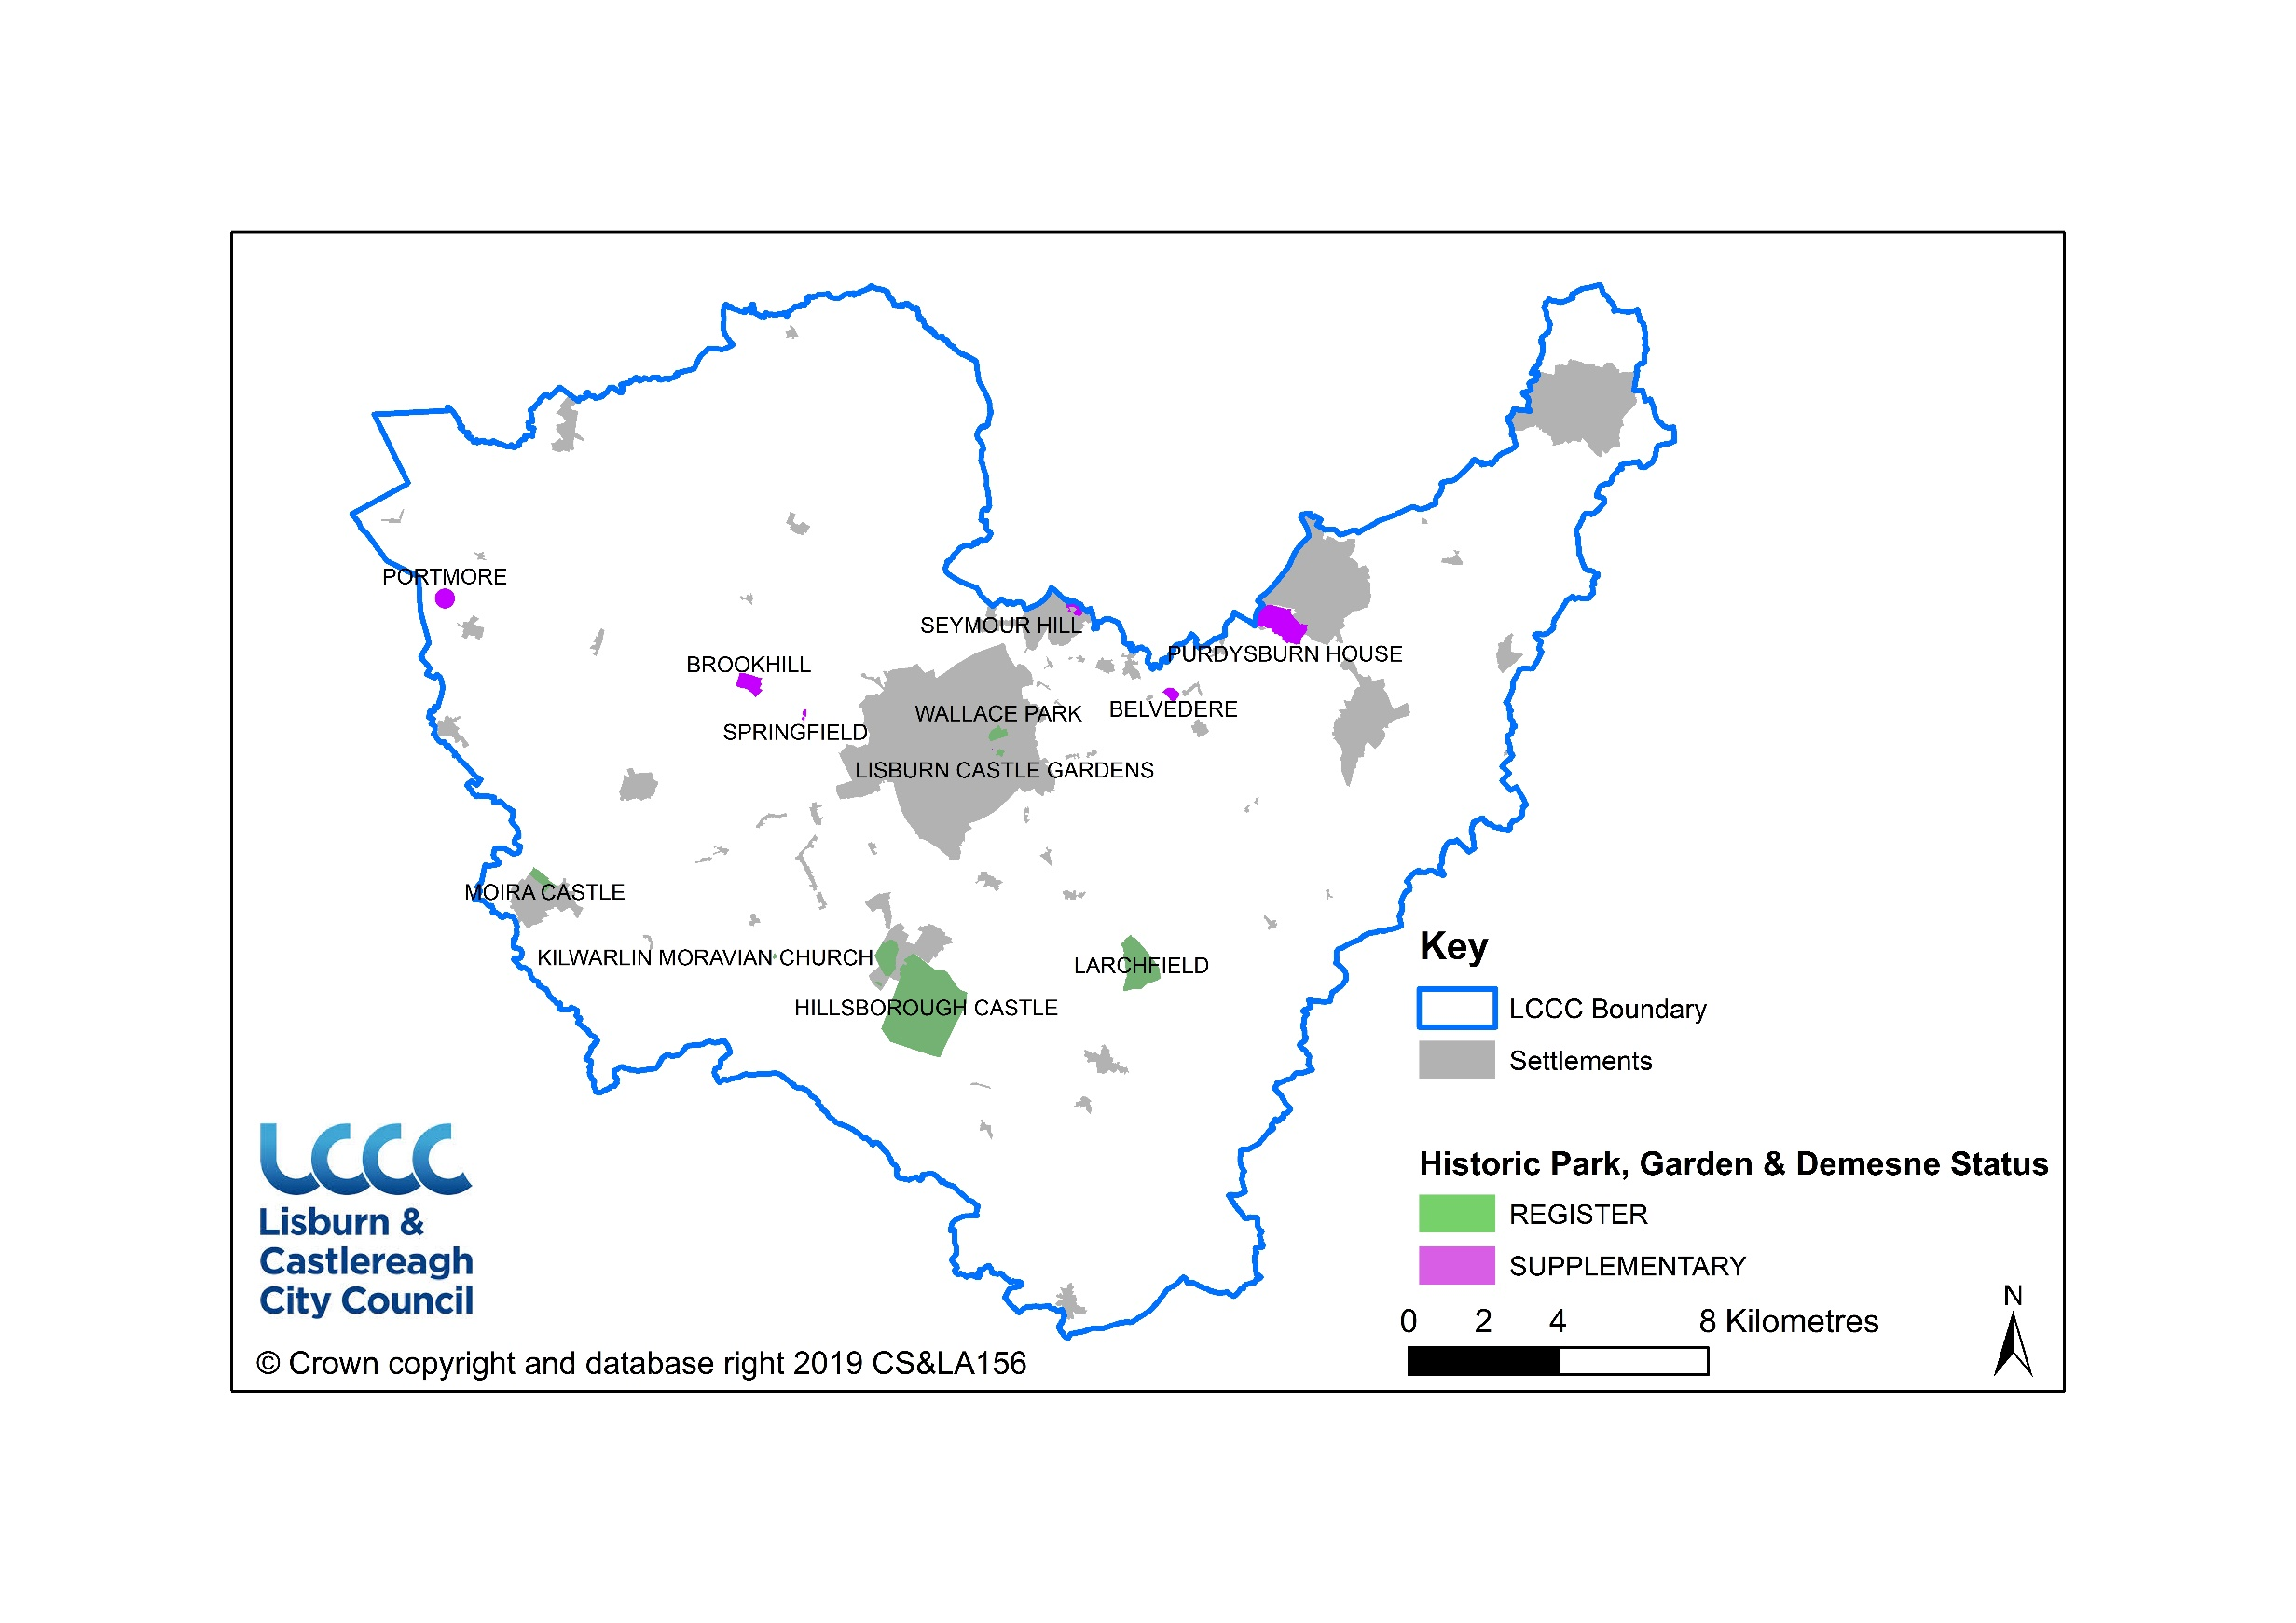 PORTMORE
SEYMOUR HILL
PURDYSBURN HOUSE
BROOKHILL
BELVEDERE
WALLACE PARK
SPRINGFIELD
LISBURN CASTLE GARDENS
MOIRA CASTLE
KILWARLIN MORAVIAN CHURCH
LARCHFIELD
HILLSBOROUGH CASTLE
Key
LCCC Boundary
Settlements
Historic Park, Garden & Demesne Status
REGISTER
SUPPLEMENTARY
0 2 4 8 Kilometres
N
LCCC
Lisburn &
Castlereagh
City Council
© Crown copyright and database right 2019 CS&LA156